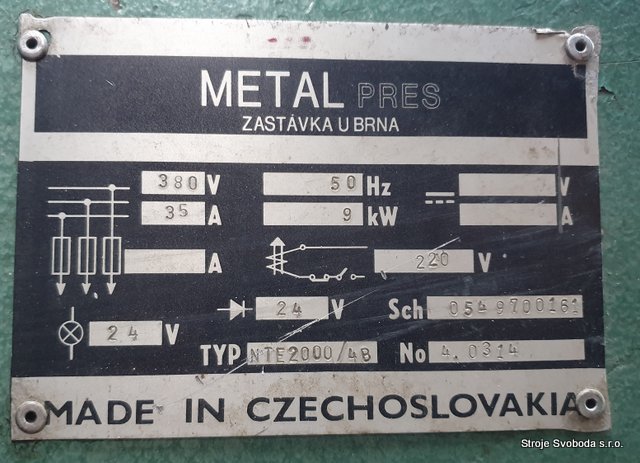 METAL PRES
ZASTÁVKA U BRNA
380 V 50 Hz V
35 A 9 kW A
A 220 V
24 V 24 V Sch 0549700161
TYP NTE2000/4B No 4.0314
MADE IN CZECHOSLOVAKIA
Stroje Svoboda s.r.o.